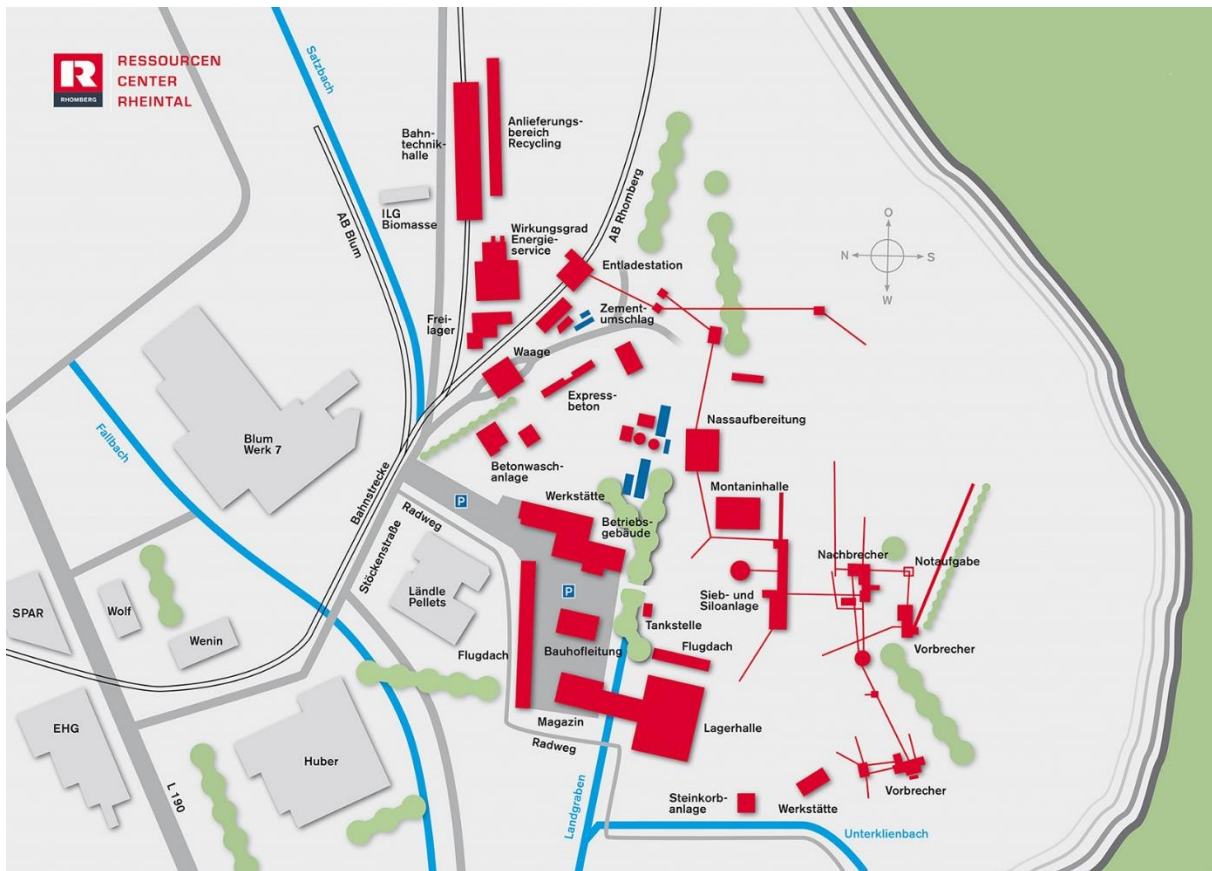 R
RHOMBERG
RESSOURCEN
CENTER
RHEINTAL
Satzbach
Bahn-
technik-
halle
Anlieferungs-
bereich
Recycling
ILG
Biomasse
AB Blum
AB Rhomberg
Wirkungsgrad
Energie-
service
Entladestation
O
N
S
W
Frei-
lager
Zement-
umschlag
Waage
Express-
beton
Fallbach
Blum
Werk 7
Nassaufbereitung
Betonwasch-
anlage
Bahnstrecke
Montaninhalle
Werkstätte
P
Radweg
Betriebs-
gebäude
Stöckenstraße
Nachbrecher
Notaufgabe
Ländle
Pellets
P
Sieb- und
Siloanlage
SPAR
Wolf
Wenin
Tankstelle
Flugdach
Bauhofleitung
Flugdach
Vorbrecher
Magazin
Lagerhalle
EHG
Radweg
Huber
L 190
Landgraben
Steinkorb-
anlage
Werkstätte
Vorbrecher
Unterklienbach